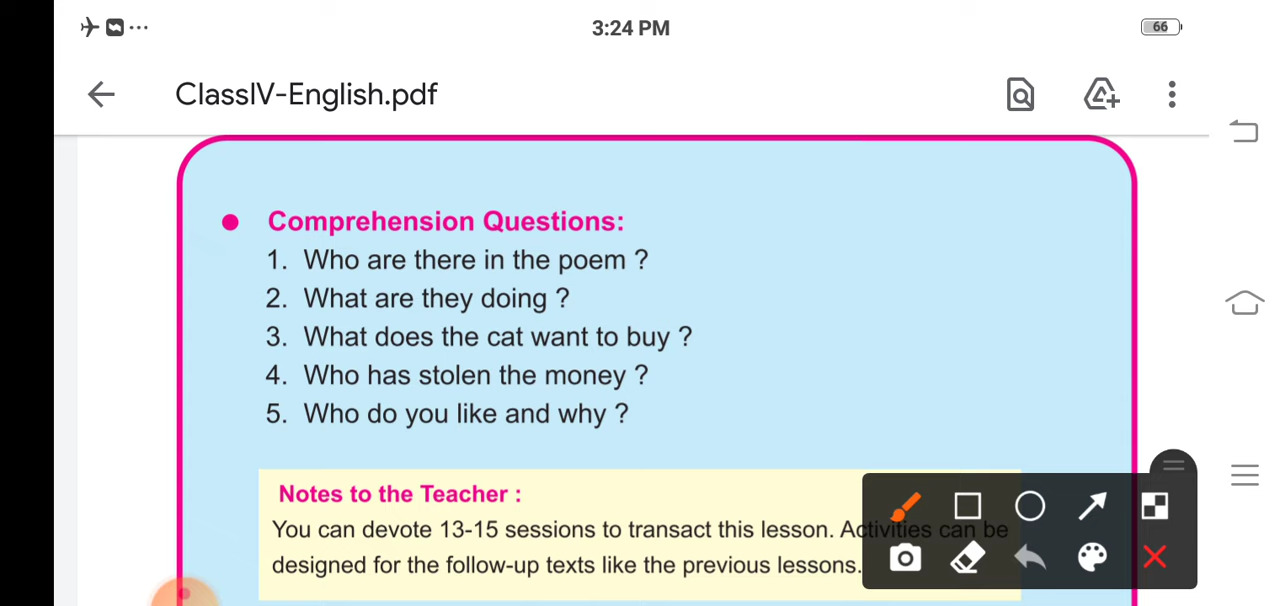 3:24 PM
66
ClassIV-English.pdf
Comprehension Questions:
1. Who are there in the poem ?
2. What are they doing ?
3. What does the cat want to buy ?
4. Who has stolen the money ?
5. Who do you like and why ?
Notes to the Teacher :
You can devote 13-15 sessions to transact this lesson. Activities can be
designed for the follow-up texts like the previous lessons.